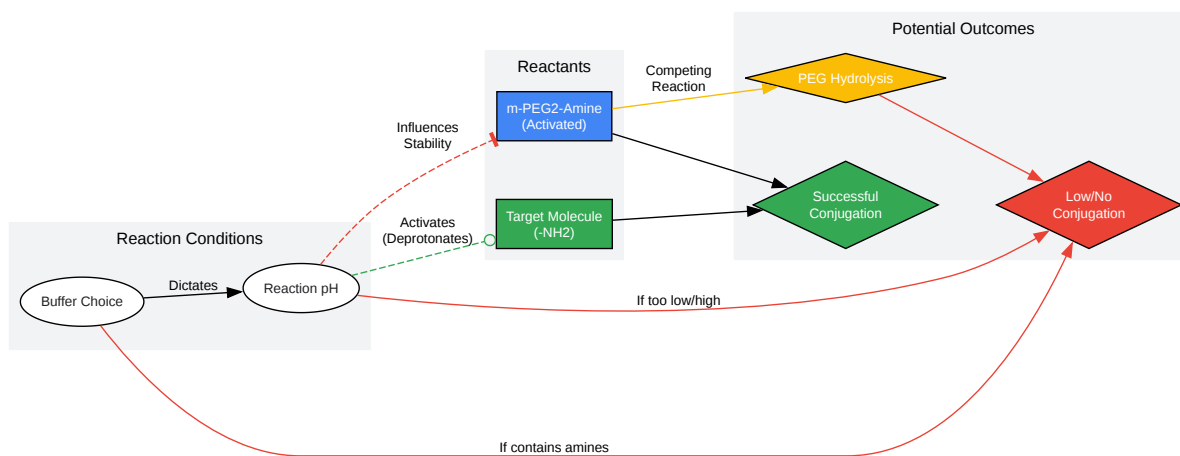 Potential Outcomes
Reactants
Competing
Reaction
PEG Hydrolysis
m-PEG2-Amine
(Activated)
Influences
Stability
Successful
Conjugation
Low/No
Conjugation
Target Molecule
(-NH2)
Activates
(Deprotonates)
Reaction Conditions
Buffer Choice
Dictates
Reaction pH
If too low/high
If contains amines